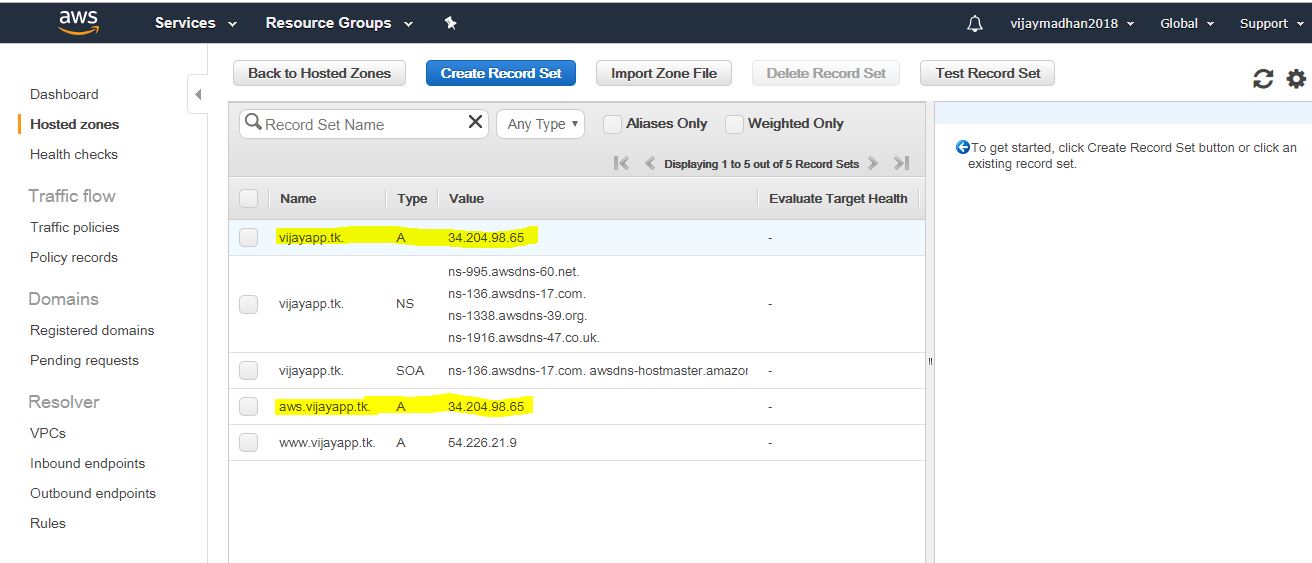 aws Services Resource Groups vijaymadhan2018 Global Support
Back to Hosted Zones Create Record Set Import Zone File Delete Record Set Test Record Set
Dashboard
Hosted zones
Health checks
Traffic flow
Traffic policies
Policy records
Domains
Registered domains
Pending requests
Resolver
VPCs
Inbound endpoints
Outbound endpoints
Rules
Record Set Name Any Type Aliases Only Weighted Only
Displaying 1 to 5 out of 5 Record Sets
Name Type Value Evaluate Target Health
vijayapp.tk. A 34.204.98.65 -
vijayapp.tk. NS ns-995.awsdns-60.net. -
ns-136.awsdns-17.com.
ns-1338.awsdns-39.org.
ns-1916.awsdns-47.co.uk.
vijayapp.tk. SOA ns-136.awsdns-17.com. awsdns-hostmaster.amazon -
aws.vijayapp.tk. A 34.204.98.65 -
www.vijayapp.tk. A 54.226.21.9 -
To get started, click Create Record Set button or click an
existing record set.